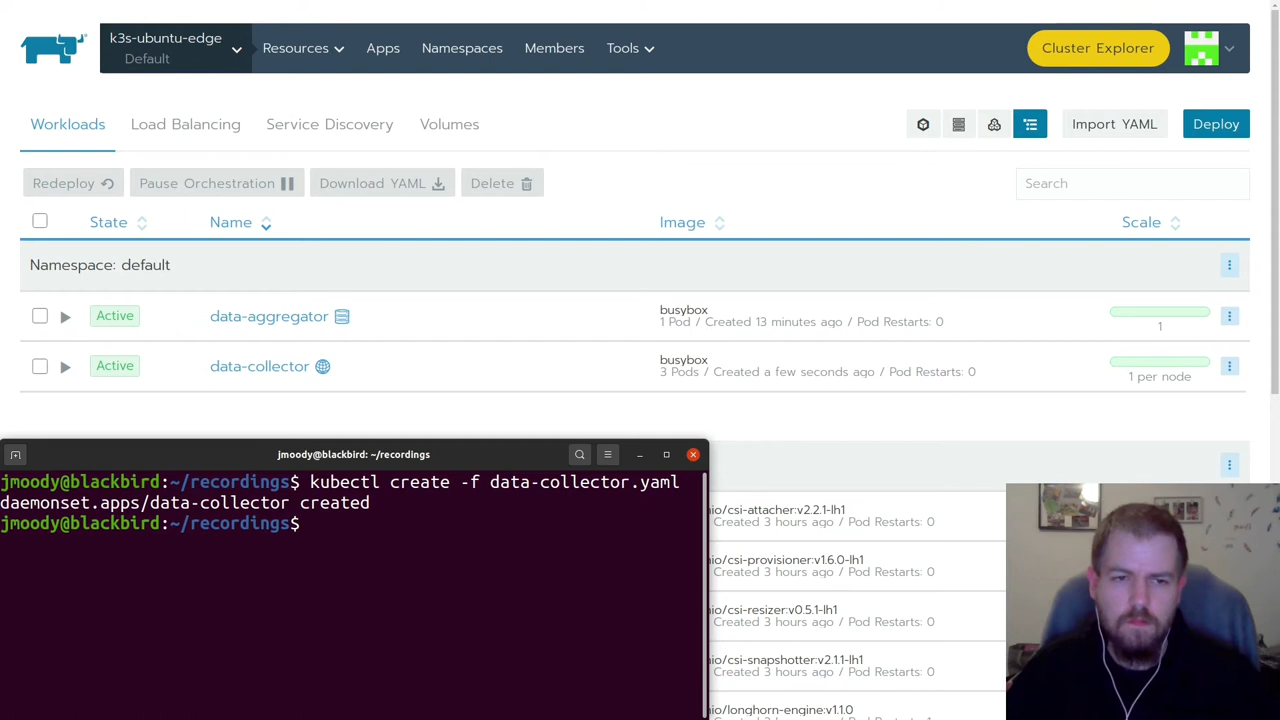 k3s-ubuntu-edge
Default
Resources
Apps
Namespaces
Members
Tools
Cluster Explorer
Workloads
Load Balancing
Service Discovery
Volumes
Import YAML
Deploy
Redeploy
Pause Orchestration
Download YAML
Delete
Search
State
Name
Image
Scale
Namespace: default
Active
data-aggregator
busybox
1 Pod / Created 13 minutes ago / Pod Restarts: 0
1
Active
data-collector
busybox
3 Pods / Created a few seconds ago / Pod Restarts: 0
1 per node
jmoody@blackbird: ~/recordings
jmoody@blackbird:~/recordings$ kubectl create -f data-collector.yaml
daemonset.apps/data-collector created
jmoody@blackbird:~/recordings$
nio/csi-attacher:v2.2.1-lh1
Created 3 hours ago / Pod Restarts: 0
nio/csi-provisioner:v1.6.0-lh1
Created 3 hours ago / Pod Restarts: 0
nio/csi-resizer:v0.5.1-lh1
Created 3 hours ago / Pod Restarts: 0
nio/csi-snapshotter:v2.1.1-lh1
Created 3 hours ago / Pod Restarts: 0
nio/longhorn-engine:v1.1.0